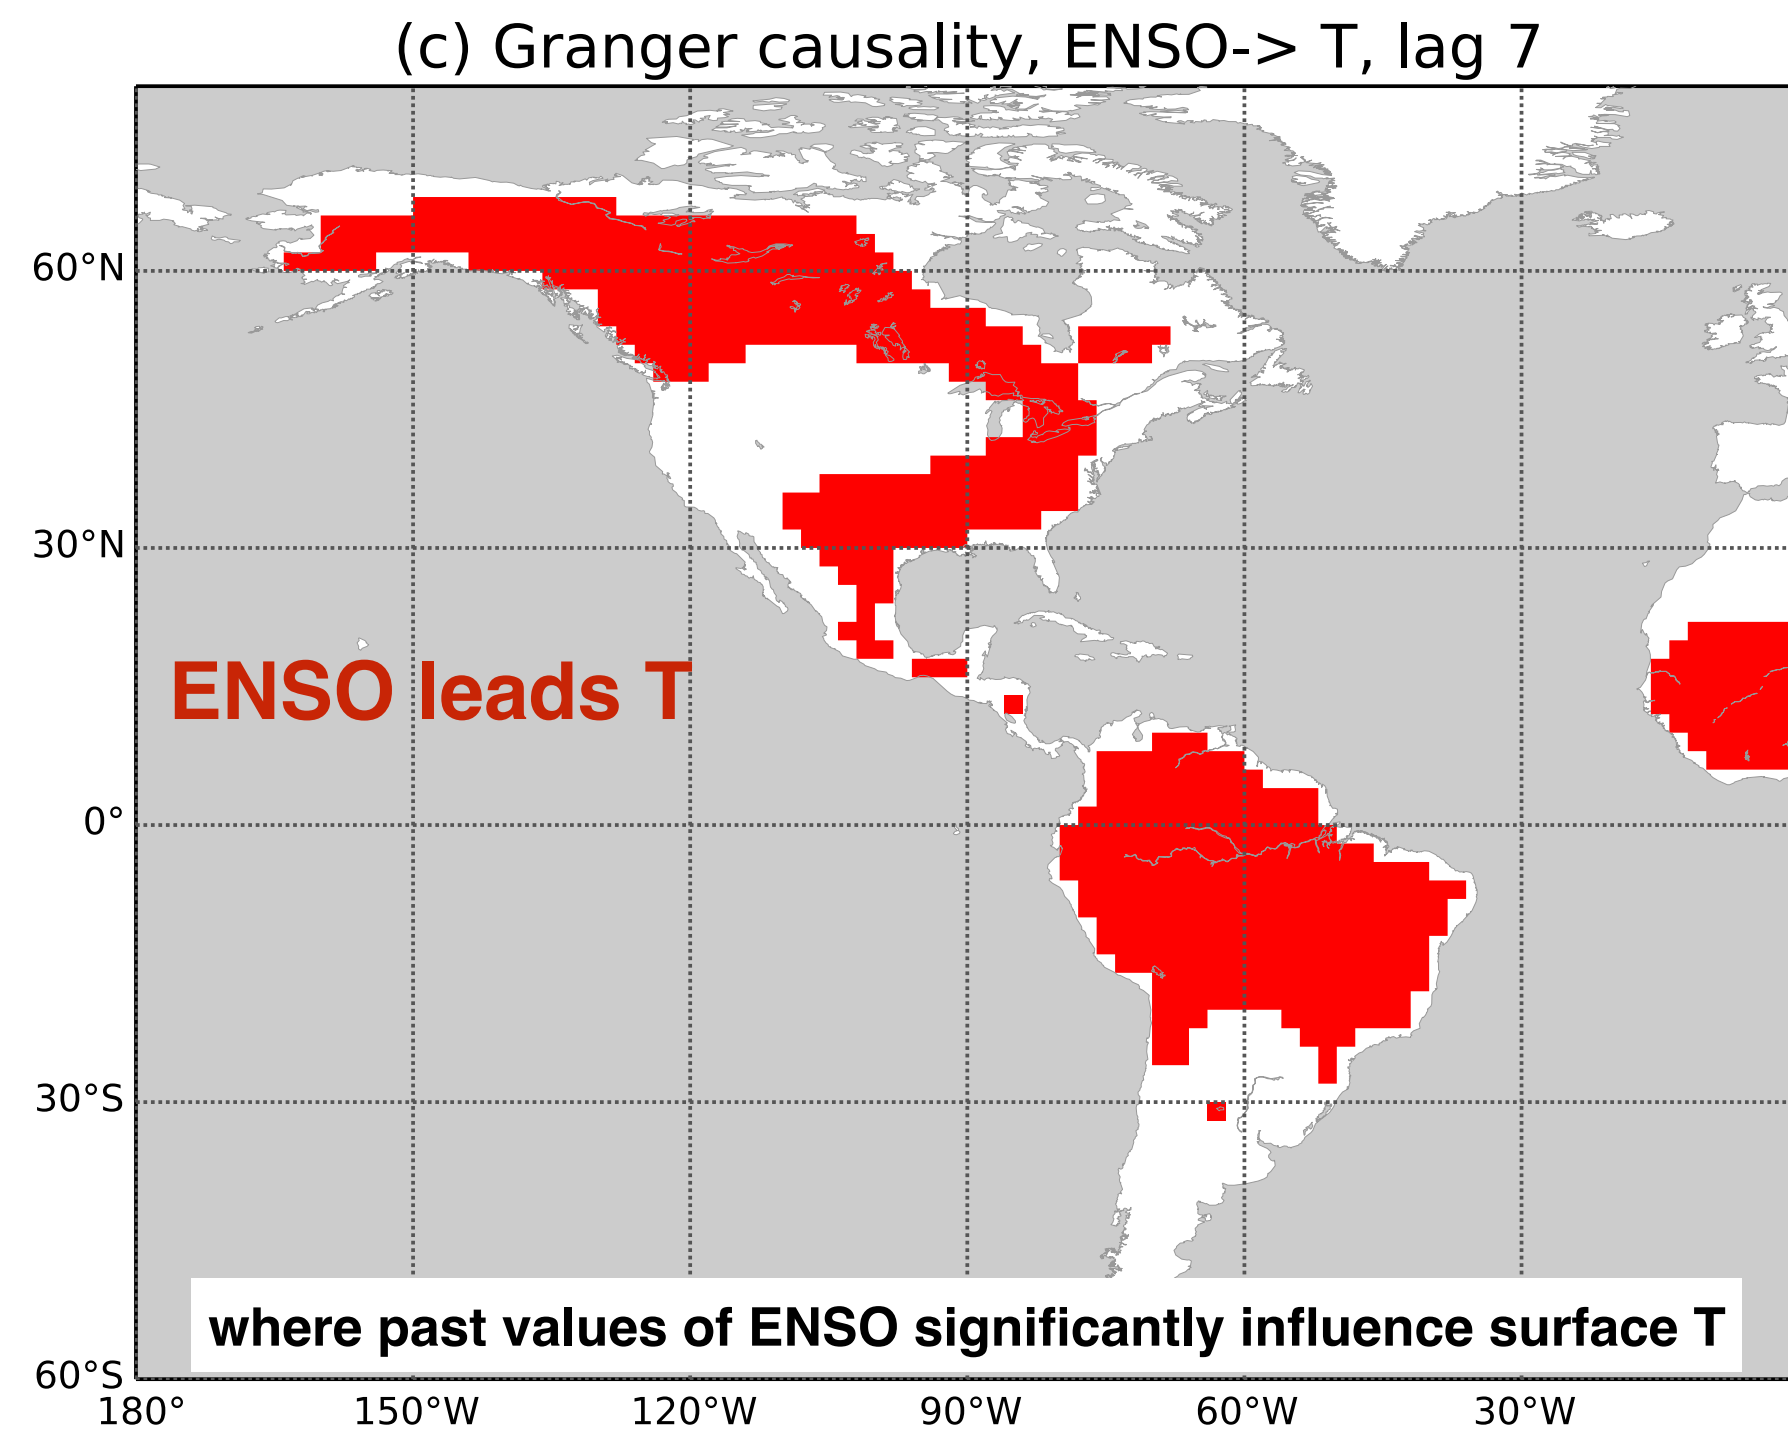 (c) Granger causality, ENSO-> T, lag 7
60°N
30°N
ENSO leads T
0°
30°S
where past values of ENSO significantly influence surface T
60°S
180° 150°W 120°W 90°W 60°W 30°W